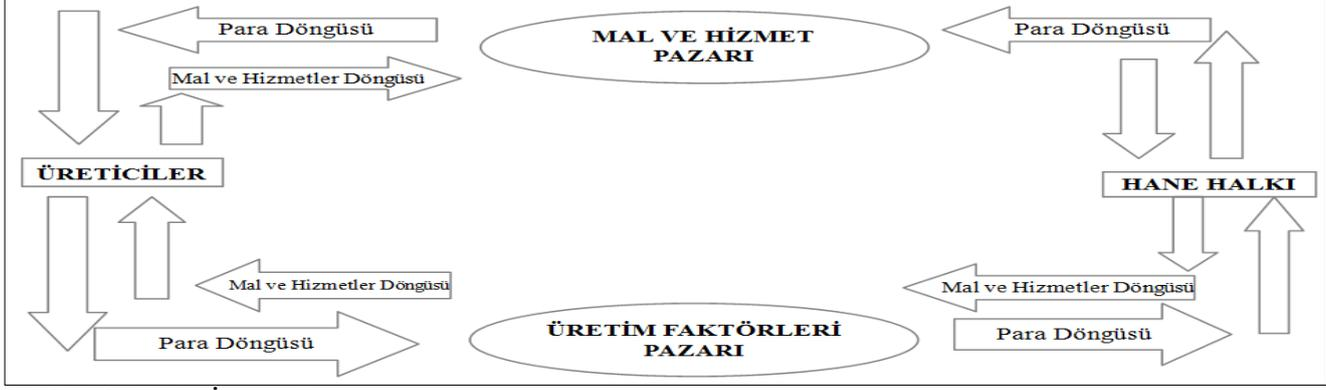 Para Döngüsü
MAL VE HİZMET
PAZARI
Para Döngüsü
Mal ve Hizmetler Döngüsü
ÜRETİCİLER
HANE HALKI
Mal ve Hizmetler Döngüsü
Mal ve Hizmetler Döngüsü
Para Döngüsü
ÜRETİM FAKTÖRLERİ
PAZARI
Para Döngüsü